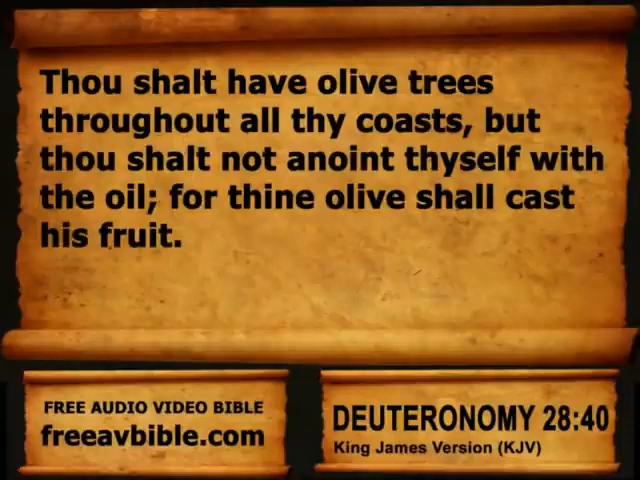 Thou shalt have olive trees
throughout all thy coasts, but
thou shalt not anoint thyself with
the oil; for thine olive shall cast
his fruit.
FREE AUDIO VIDEO BIBLE
freeavbible.com
DEUTERONOMY 28:40
King James Version (KJV)